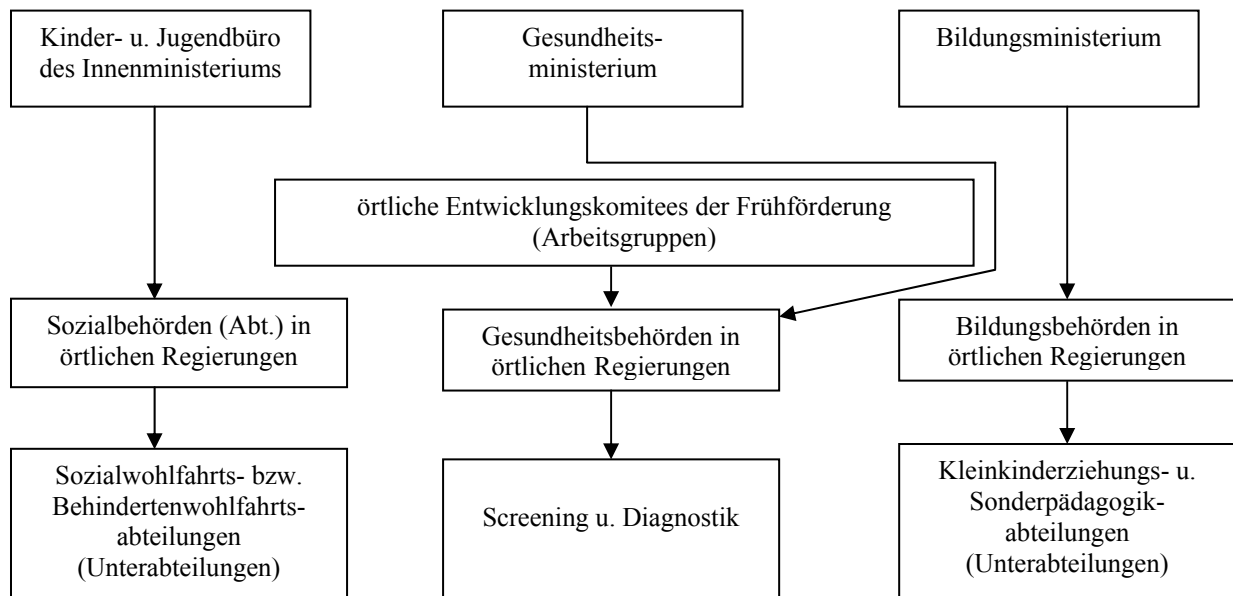 Kinder- u. Jugendbüro
des Innenministeriums
Gesundheits-
ministerium
Bildungsministerium
örtliche Entwicklungskomitees der Frühförderung
(Arbeitsgruppen)
Sozialbehörden (Abt.) in
örtlichen Regierungen
Gesundheitsbehörden in
örtlichen Regierungen
Bildungsbehörden in
örtlichen Regierungen
Sozialwohlfahrts- bzw.
Behindertenwohlfahrts-
abteilungen
(Unterabteilungen)
Screening u. Diagnostik
Kleinkinderziehungs- u.
Sonderpädagogik-
abteilungen
(Unterabteilungen)